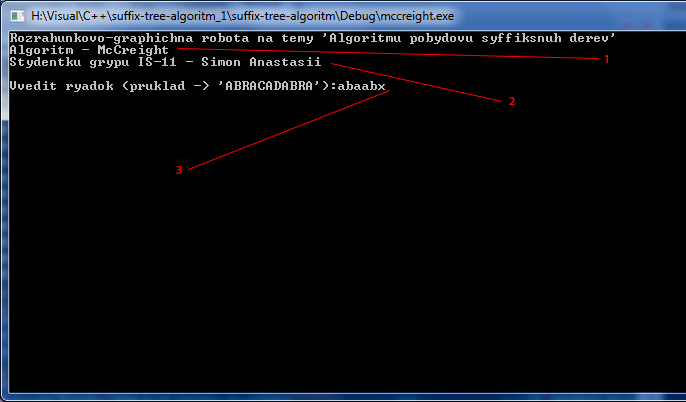 H:\Visual\C++\suffix-tree-algoritm_1\suffix-tree-algoritm\Debug\mccreight.exe
Rozrahunkovo-graphichna robota na temy 'Algoritmu pobydovu syffiksnuh derev'
Algoritm - McCreight
1
Stydentku grypu IS-11 - Simon Anastasii
Vvedit ryadok (pruklad -> 'ABRACADABRA'):abaabx
2
3